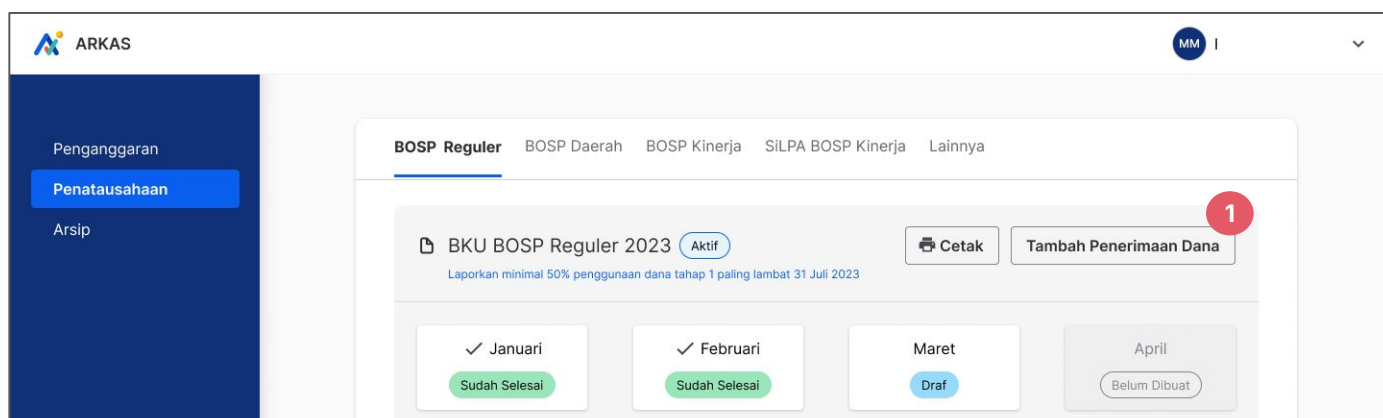 ARKAS
MM I
Penganggaran
Penatausahaan
Arsip
BOSP Reguler BOSP Daerah BOSP Kinerja SiLPA BOSP Kinerja Lainnya
1
BKU BOSP Reguler 2023 Aktif
Cetak Tambah Penerimaan Dana
Laporkan minimal 50% penggunaan dana tahap 1 paling lambat 31 Juli 2023
Januari Februari Maret April
Sudah Selesai Sudah Selesai Draf Belum Dibuat